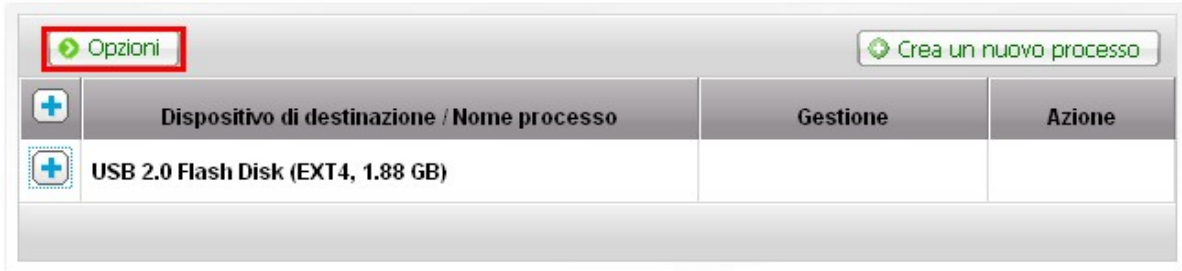 Opzioni
Crea un nuovo processo
Dispositivo di destinazione / Nome processo Gestione Azione
USB 2.0 Flash Disk (EXT4, 1.88 GB)